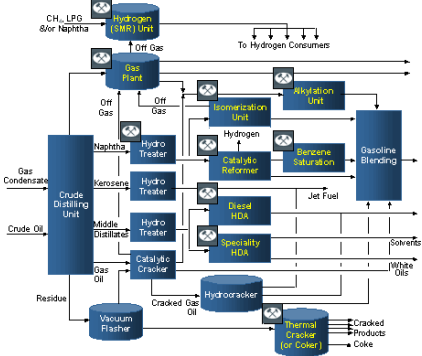 CH₄, LPG
&/or Naphtha
Hydrogen
(SMR) Unit
To Hydrogen Consumers
Off Gas
Gas
Plant
Off
Gas
Off
Gas
Isomerization
Unit
Alkylation
Unit
Hydrogen
Naphtha
Hydro
Treater
Catalytic
Reformer
Benzene
Saturation
Gasoline
Blending
Gas
Condensate
Crude
Distilling
Unit
Kerosene
Hydro
Treater
Jet Fuel
Diesel
HDA
Crude Oil
Middle
Distillates
Hydro
Treater
Speciality
HDA
Solvents
Gas
Oil
Catalytic
Cracker
White
Oils
Cracked Gas
Oil
Hydrocracker
Residue
Vacuum
Flasher
Thermal
Cracker
(or Coker)
Cracked
Products
Coke